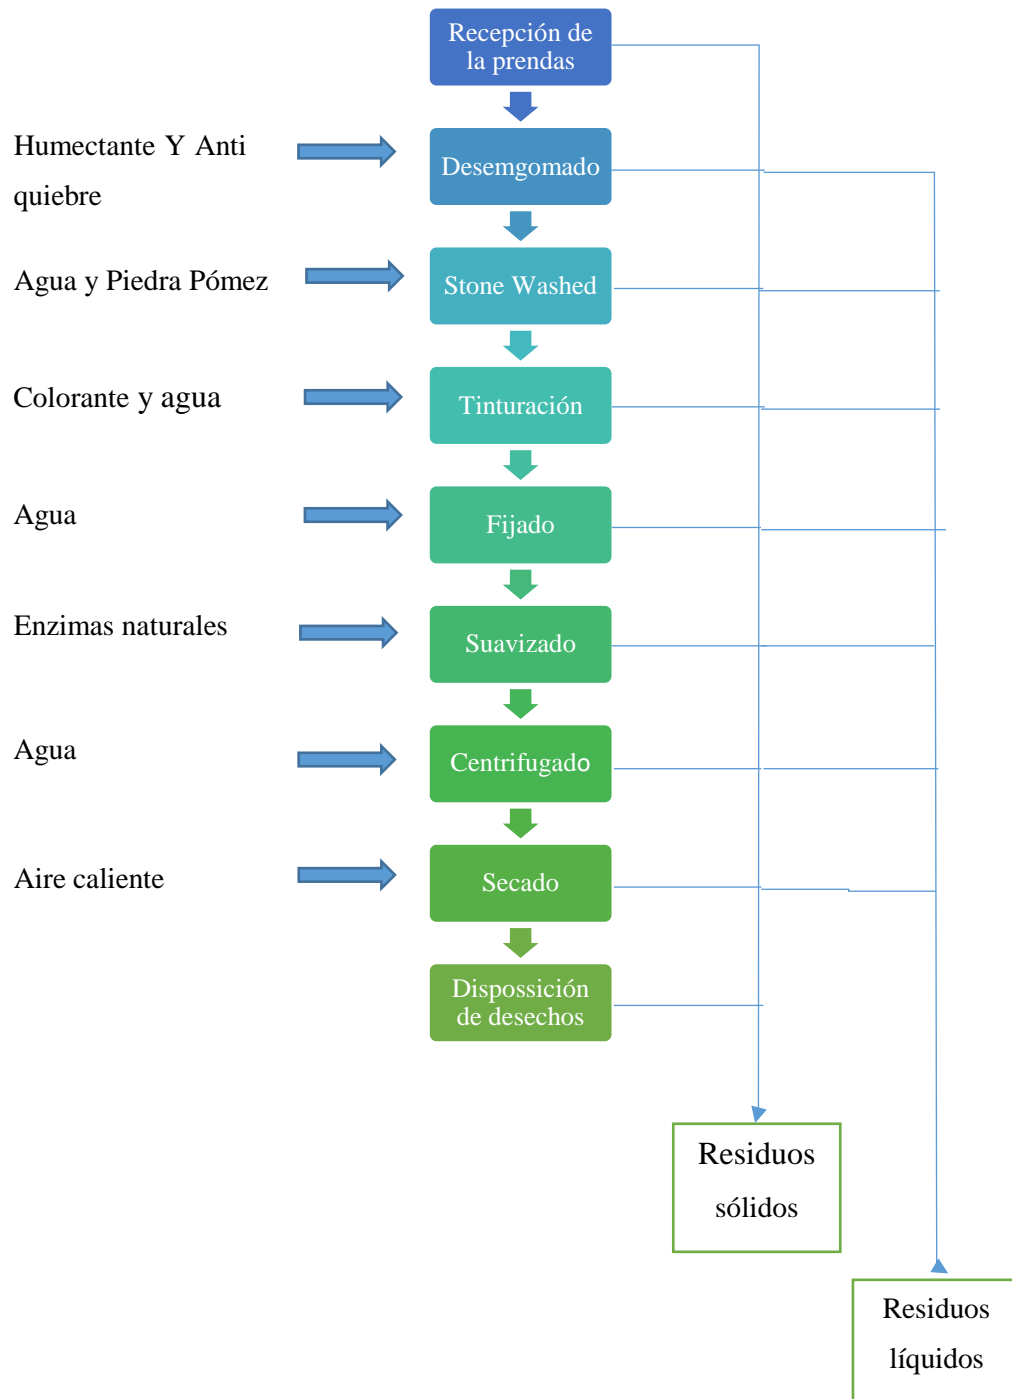 Recepción de
la prendas
Humectante Y Anti
quiebre
Desemgomado
Agua y Piedra Pómez
Stone Washed
Colorante y agua
Tinturación
Agua
Fijado
Enzimas naturales
Suavizado
Agua
Centrifugado
Aire caliente
Secado
Dispossición
de desechos
Residuos
sólidos
Residuos
líquidos